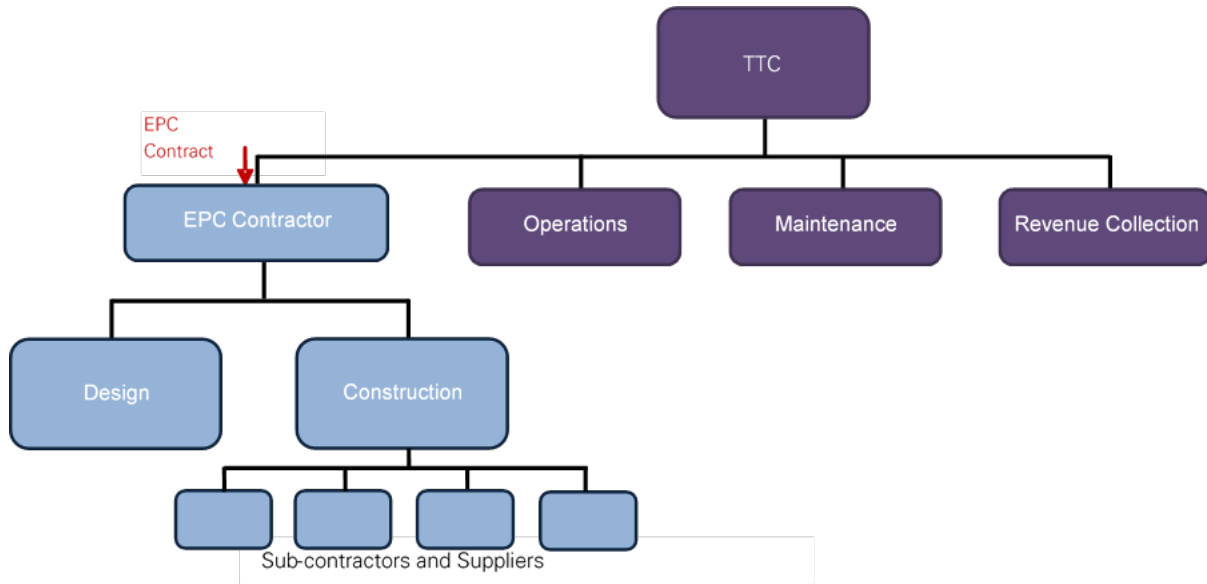 TTC
EPC
Contract
EPC Contractor
Operations
Maintenance
Revenue Collection
Design
Construction
Sub-contractors and Suppliers